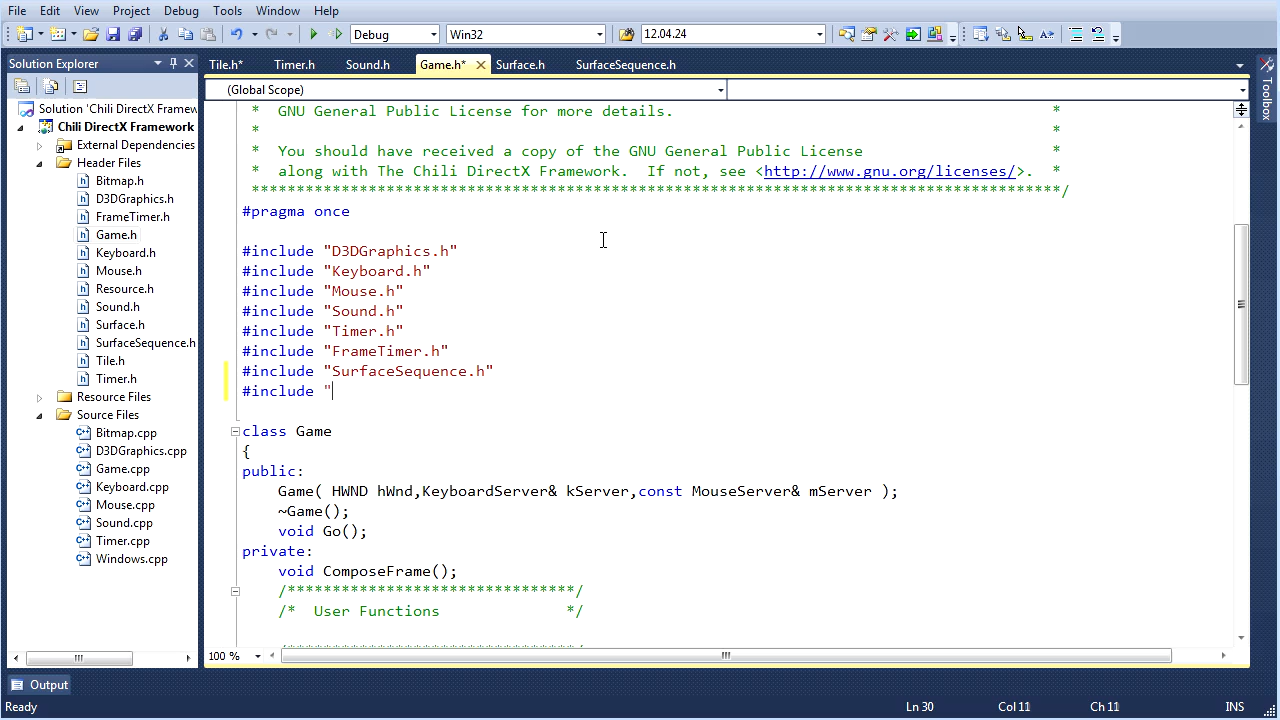 File Edit View Project Debug Tools Window Help
Debug Win32 12.04.24
Solution Explorer
Tile.h* Timer.h Sound.h Game.h* Surface.h SurfaceSequence.h
(Global Scope)
Solution 'Chili DirectX Framew
Chili DirectX Framework
External Dependencies
Header Files
Bitmap.h
D3DGraphics.h
FrameTimer.h
Game.h
Keyboard.h
Mouse.h
Resource.h
Sound.h
Surface.h
SurfaceSequence.h
Tile.h
Timer.h
Resource Files
Source Files
Bitmap.cpp
D3DGraphics.cpp
Game.cpp
Keyboard.cpp
Mouse.cpp
Sound.cpp
Timer.cpp
Windows.cpp
* GNU General Public License for more details. *
* *
* You should have received a copy of the GNU General Public License *
* along with The Chili DirectX Framework. If not, see <http://www.gnu.org/licenses/>. *
******************************************************************************************/
#pragma once
#include "D3DGraphics.h"
#include "Keyboard.h"
#include "Mouse.h"
#include "Sound.h"
#include "Timer.h"
#include "FrameTimer.h"
#include "SurfaceSequence.h"
#include "
class Game
{
public:
Game( HWND hWnd,KeyboardServer& kServer,const MouseServer& mServer );
~Game();
void Go();
private:
void ComposeFrame();
/********************************/
/* User Functions */
100 %
Toolbox
Output
Ready Ln 30 Col 11 Ch 11 INS